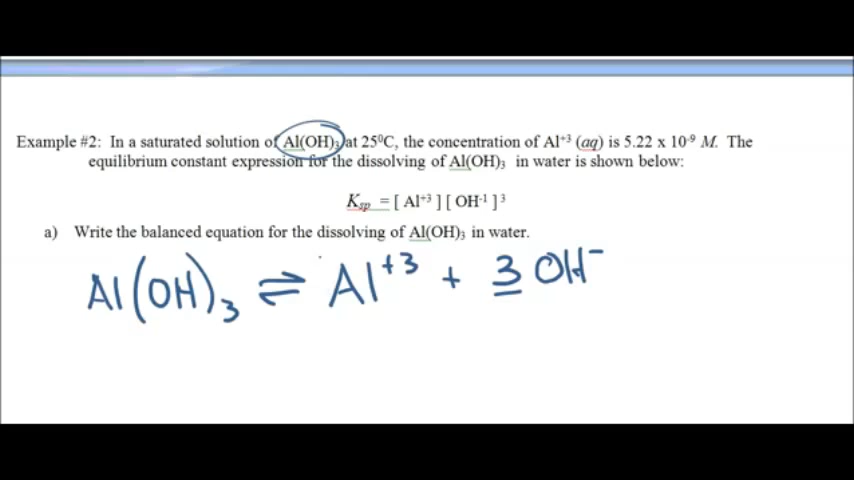 Example #2: In a saturated solution of Al(OH)₃ at 25⁰C, the concentration of Al⁺³ (aq) is 5.22 x 10⁻⁹ M. The
equilibrium constant expression for the dissolving of Al(OH)₃ in water is shown below:
Kₛₚ = [ Al⁺³ ] [ OH⁻¹ ] ³
a) Write the balanced equation for the dissolving of Al(OH)₃ in water.
Al(OH)₃ ⇌ Al⁺³ + 3 OH⁻